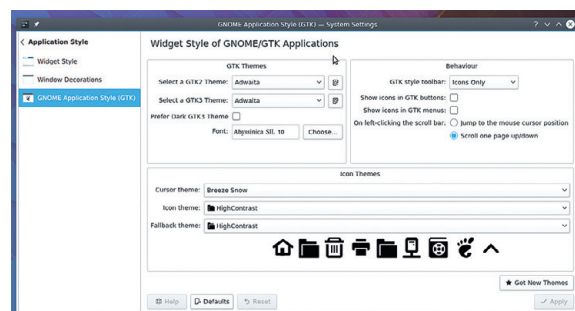 GNOME Application Style (GTK) — System Settings
Application Style
Widget Style
Window Decorations
GNOME Application Style (GTK)
Widget Style of GNOME/GTK Applications
GTK Themes
Select a GTK2 Theme: Adwaita
Select a GTK3 Theme: Adwaita
Prefer Dark GTK3 Theme
Font: Abyssinica SIL 10 Choose...
Behaviour
GTK style toolbar: Icons Only
Show icons in GTK buttons:
Show icons in GTK menus:
On left-clicking the scroll bar: Jump to the mouse cursor position
Scroll one page up/down
Icon Themes
Cursor theme: Breeze Snow
Icon theme: HighContrast
Fallback theme: HighContrast
Get New Themes
Help Defaults Reset Apply